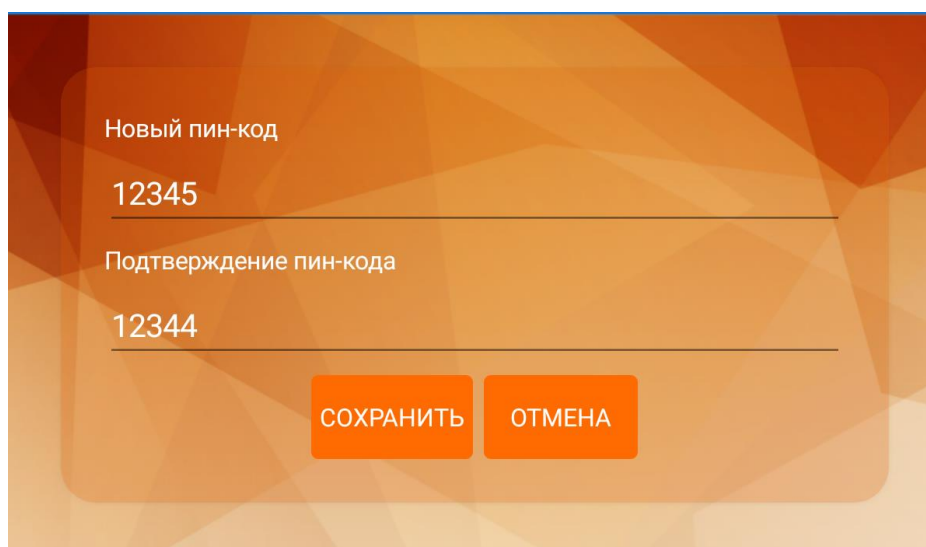 Новый пин-код
12345
Подтверждение пин-кода
12344
СОХРАНИТЬ ОТМЕНА